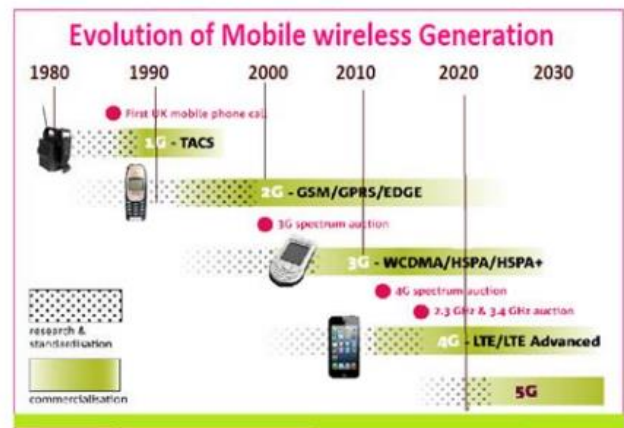 Evolution of Mobile wireless Generation
1980 1990 2000 2010 2020 2030
First UK mobile phone call
1G - TACS
2G - GSM/GPRS/EDGE
3G spectrum auction
3G - WCDMA/HSPA/HSPA+
4G spectrum auction
2.3 GHz & 3.4 GHz auction
research &
standardisation
4G - LTE/LTE Advanced
commercialisation
5G